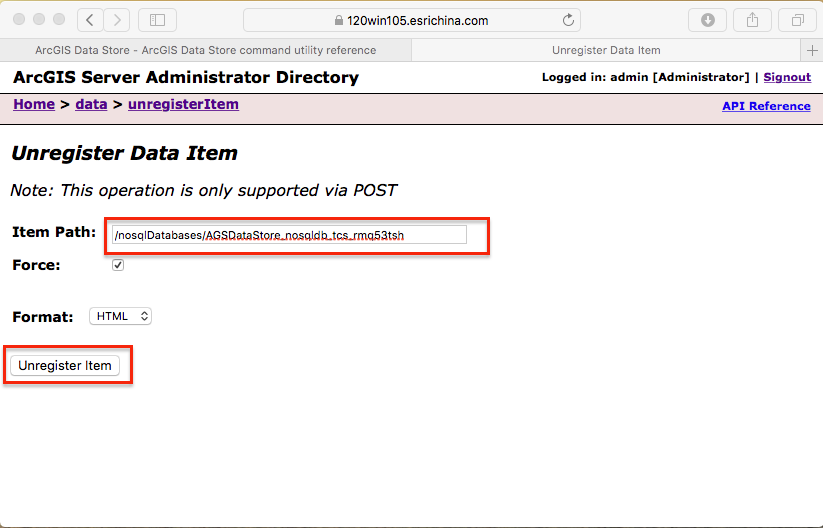 120win105.esrichina.com
ArcGIS Data Store - ArcGIS Data Store command utility reference
Unregister Data Item
ArcGIS Server Administrator Directory
Logged in: admin [Administrator] | Signout
Home > data > unregisterItem
API Reference
Unregister Data Item
Note: This operation is only supported via POST
Item Path: /nosqlDatabases/AGSDataStore_nosqldb_tcs_rmq53tsh
Force:
Format: HTML
Unregister Item